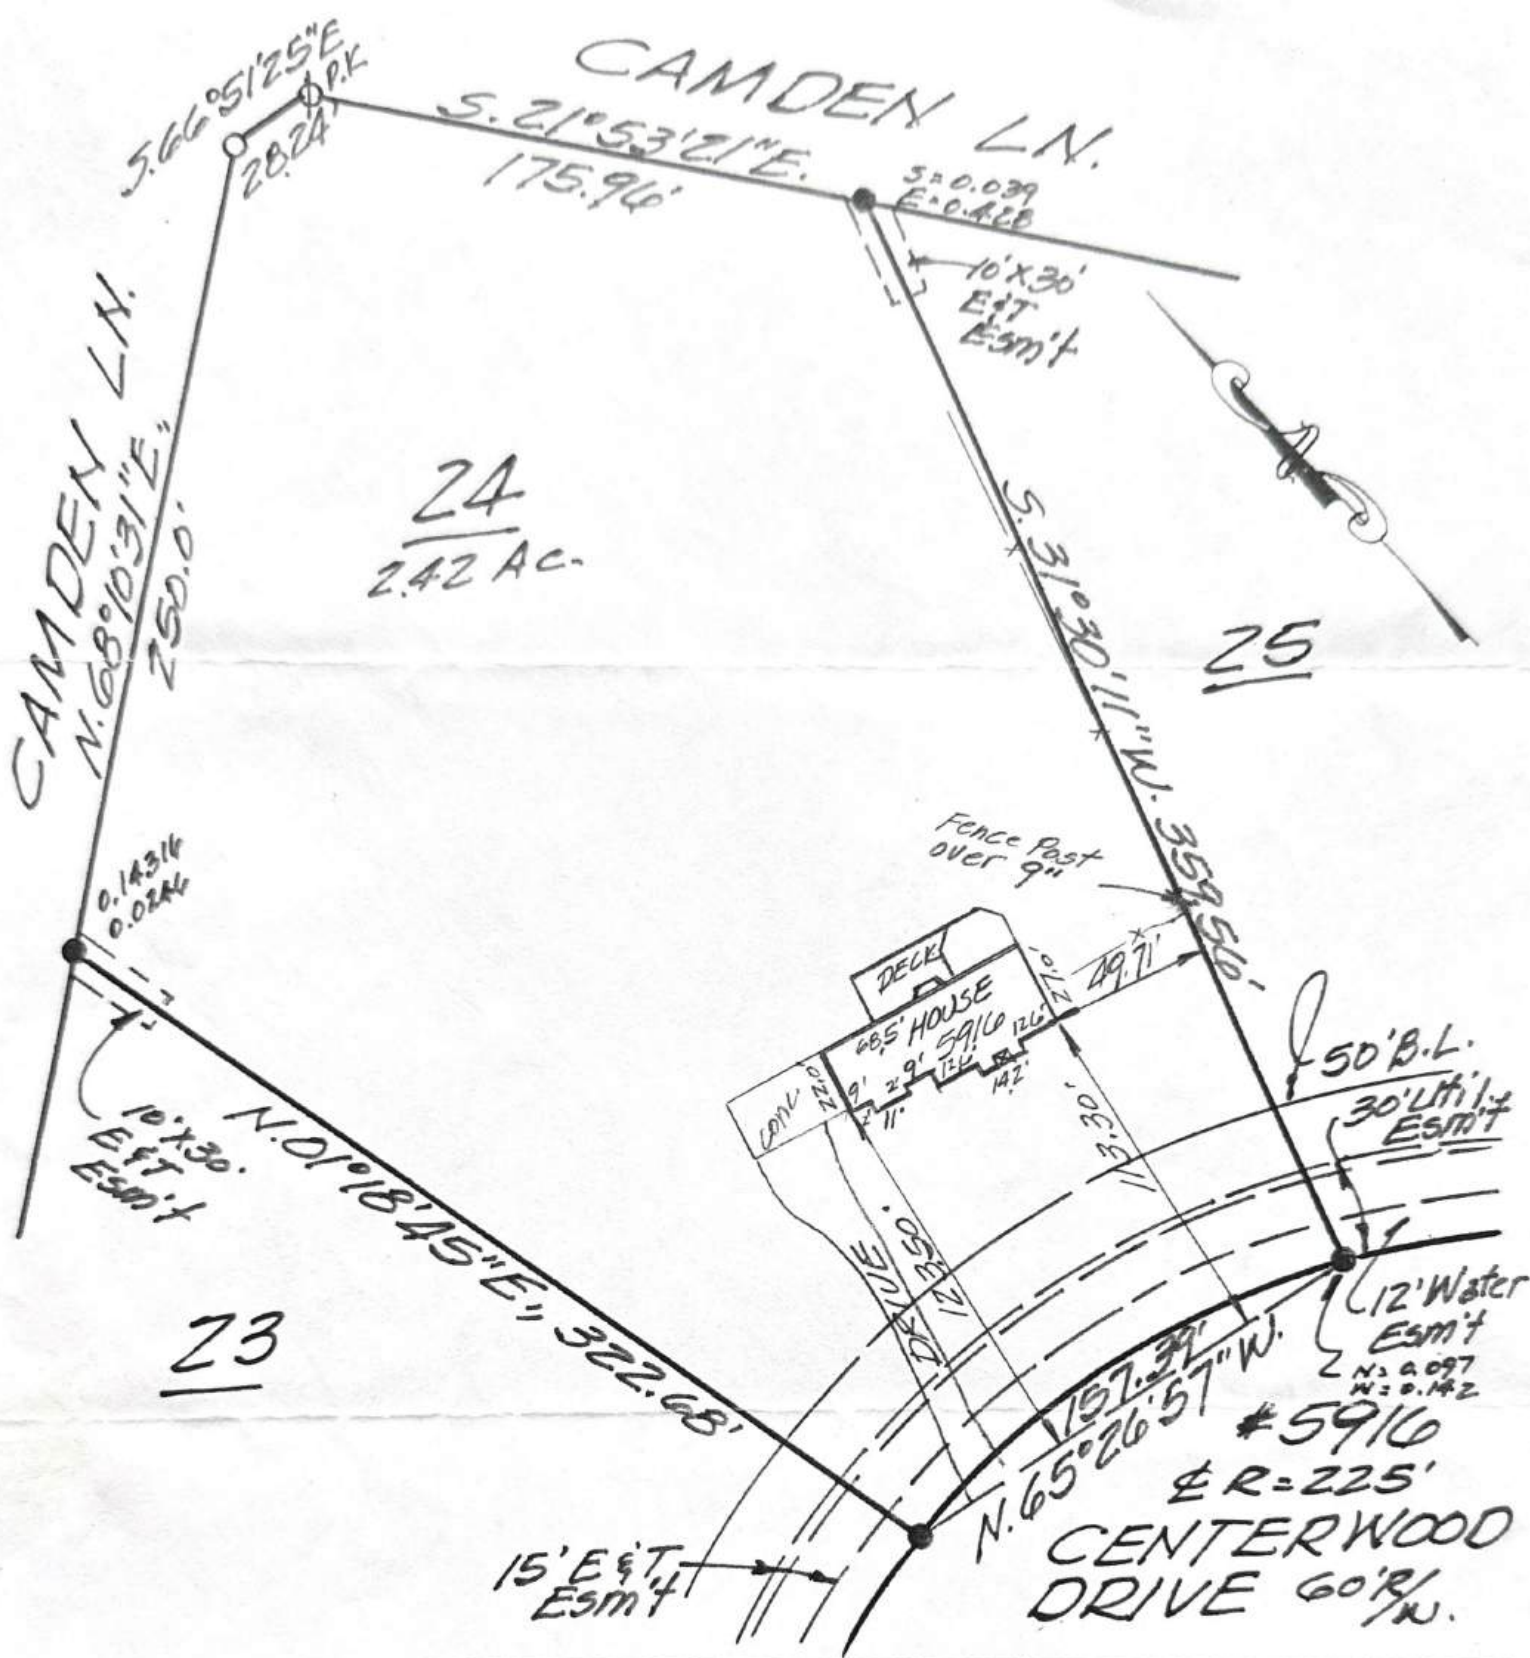 CAMDEN LN.
S.66°51'25"E
28.24'
P.K
S.21°53'21"E.
175.96'
S=0.039
E=0.428
10'X30'
E&T
Esm't
CAMDEN LN.
N.68°10'31"E.,
250.0'
24
2.42 Ac.
S.31°30'11"W. 359.56'
25
0.14316
Fence Post
over 9"
DECK
HOUSE
68.5'
5916
27.0'
49.71'
9'
2'
9'
12.6'
14.2'
12.6'
2'
11'
22.0'
conc.
50'B.L.
30'Util.
Esm't
10'X30'
E&T
Esm't
N.01°18'45"E., 322.68'
23
DRIVE
123.50'
115.30'
12'Water
Esm't
N=0.097
W=0.142
157.39'
N.65°26'57"W.
#5916
℄ R=225'
CENTERWOOD
DRIVE 60'R/W.
15'E&T
Esm't